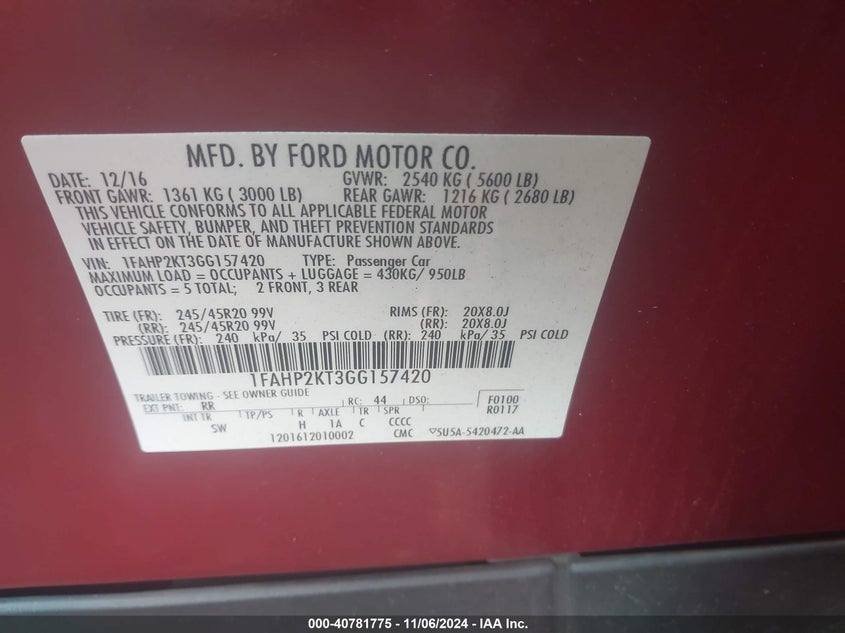 MFD. BY FORD MOTOR CO.
DATE: 12/16 GVWR: 2540 KG ( 5600 LB)
FRONT GAWR: 1361 KG ( 3000 LB) REAR GAWR: 1216 KG ( 2680 LB)
THIS VEHICLE CONFORMS TO ALL APPLICABLE FEDERAL MOTOR
VEHICLE SAFETY, BUMPER, AND THEFT PREVENTION STANDARDS
IN EFFECT ON THE DATE OF MANUFACTURE SHOWN ABOVE.
VIN: 1FAHP2KT3GG157420 TYPE: Passenger Car
MAXIMUM LOAD = OCCUPANTS + LUGGAGE = 430KG/ 950LB
OCCUPANTS = 5 TOTAL; 2 FRONT, 3 REAR
TIRE (FR): 245/45R20 99V RIMS (FR): 20X8.0J
(RR): 245/45R20 99V (RR): 20X8.0J
PRESSURE (FR): 240 kPa/ 35 PSI COLD (RR): 240 kPa/ 35 PSI COLD
1FAHP2KT3GG157420
TRAILER TOWING - SEE OWNER GUIDE
EXT PNT: RR RC: 44 DSO: F0100
R0117
INT TR TP/PS R AXLE TR SPR
SW H 1A C CCCC
1201612010002 CMC ▽5U5A-5420472-AA
000-40781775 - 11/06/2024 - IAA Inc.